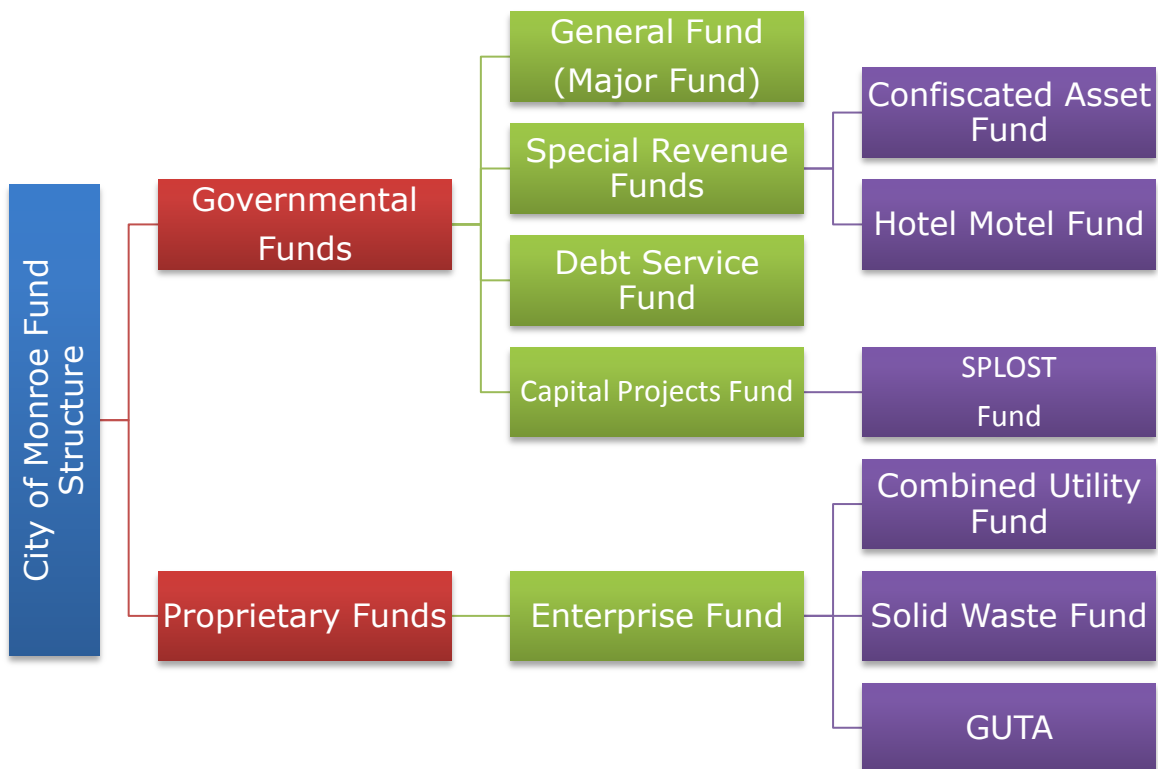 City of Monroe Fund
Structure
Governmental
Funds
General Fund
(Major Fund)
Special Revenue
Funds
Confiscated Asset
Fund
Hotel Motel Fund
Debt Service
Fund
Capital Projects Fund
SPLOST
Fund
Proprietary Funds
Enterprise Fund
Combined Utility
Fund
Solid Waste Fund
GUTA